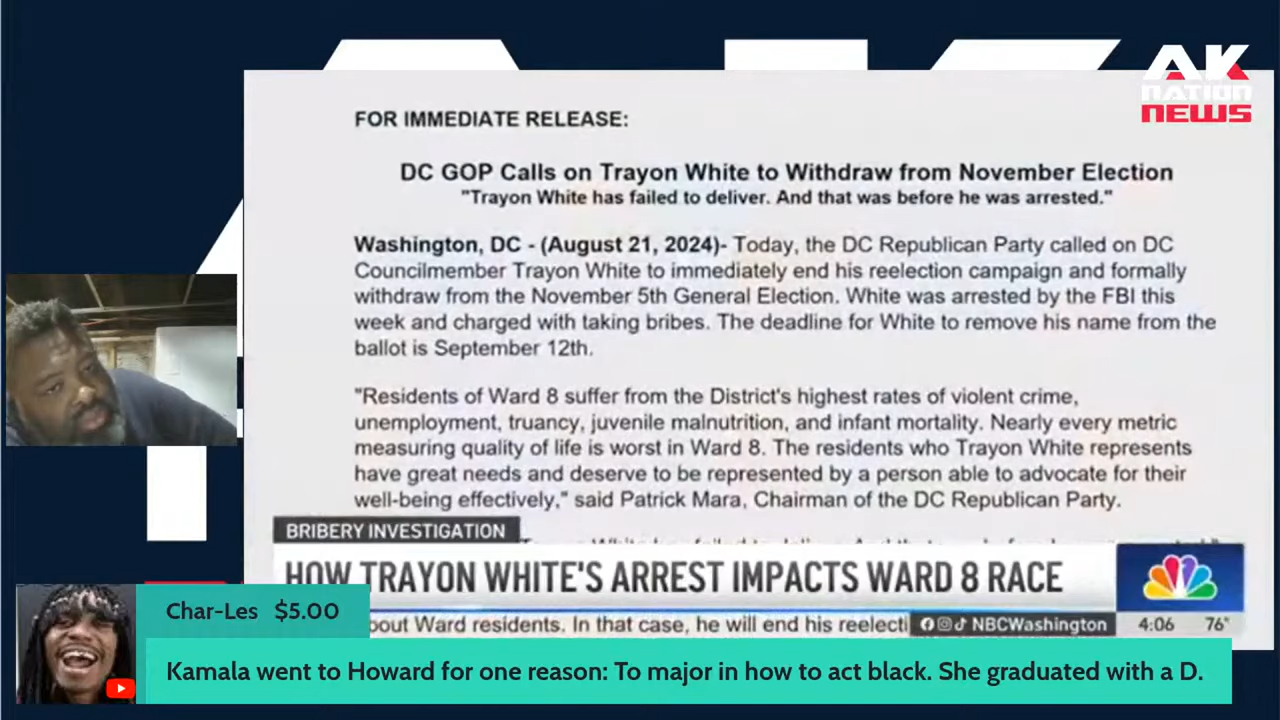 AK
NATION
NEWS
FOR IMMEDIATE RELEASE:
DC GOP Calls on Trayon White to Withdraw from November Election
"Trayon White has failed to deliver. And that was before he was arrested."
Washington, DC - (August 21, 2024)- Today, the DC Republican Party called on DC
Councilmember Trayon White to immediately end his reelection campaign and formally
withdraw from the November 5th General Election. White was arrested by the FBI this
week and charged with taking bribes. The deadline for White to remove his name from the
ballot is September 12th.
"Residents of Ward 8 suffer from the District's highest rates of violent crime,
unemployment, truancy, juvenile malnutrition, and infant mortality. Nearly every metric
measuring quality of life is worst in Ward 8. The residents who Trayon White represents
have great needs and deserve to be represented by a person able to advocate for their
well-being effectively," said Patrick Mara, Chairman of the DC Republican Party.
BRIBERY INVESTIGATION
HOW TRAYON WHITE'S ARREST IMPACTS WARD 8 RACE
bout Ward residents. In that case, he will end his reelecti
NBCWashington
4:06 76°
Char-Les $5.00
Kamala went to Howard for one reason: To major in how to act black. She graduated with a D.